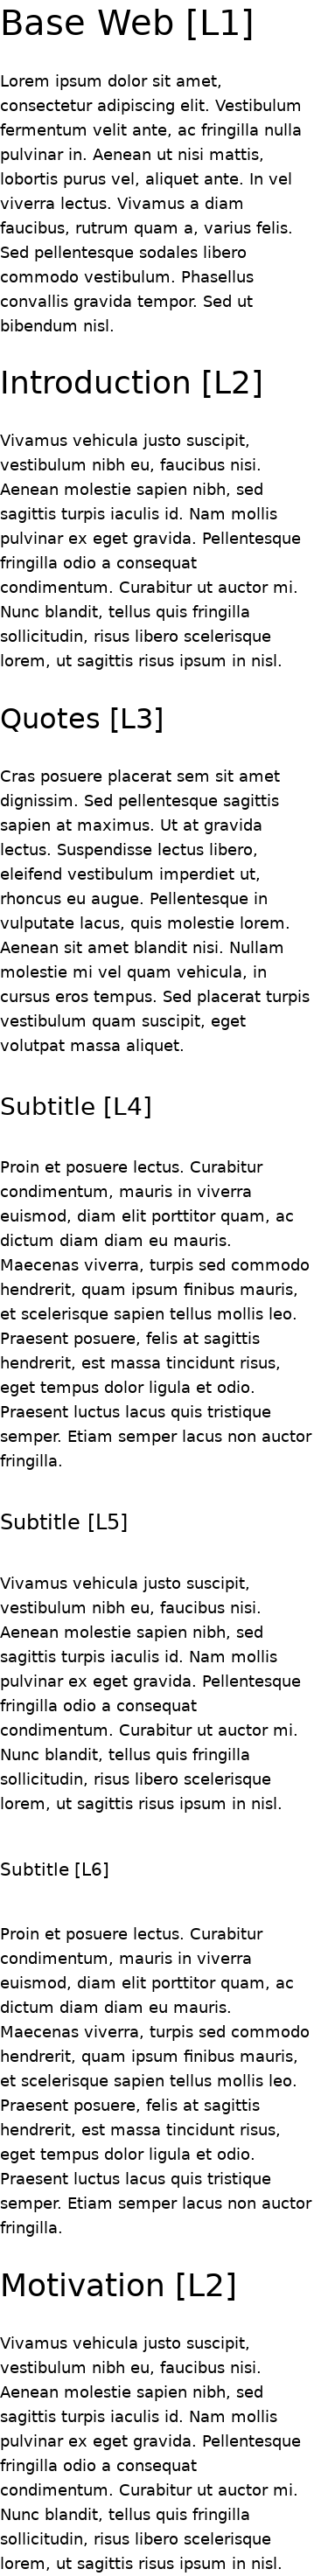 Base Web [L1]
Lorem ipsum dolor sit amet,
consectetur adipiscing elit. Vestibulum
fermentum velit ante, ac fringilla nulla
pulvinar in. Aenean ut nisi mattis,
lobortis purus vel, aliquet ante. In vel
viverra lectus. Vivamus a diam
faucibus, rutrum quam a, varius felis.
Sed pellentesque sodales libero
commodo vestibulum. Phasellus
convallis gravida tempor. Sed ut
bibendum nisl.
Introduction [L2]
Vivamus vehicula justo suscipit,
vestibulum nibh eu, faucibus nisi.
Aenean molestie sapien nibh, sed
sagittis turpis iaculis id. Nam mollis
pulvinar ex eget gravida. Pellentesque
fringilla odio a consequat
condimentum. Curabitur ut auctor mi.
Nunc blandit, tellus quis fringilla
sollicitudin, risus libero scelerisque
lorem, ut sagittis risus ipsum in nisl.
Quotes [L3]
Cras posuere placerat sem sit amet
dignissim. Sed pellentesque sagittis
sapien at maximus. Ut at gravida
lectus. Suspendisse lectus libero,
eleifend vestibulum imperdiet ut,
rhoncus eu augue. Pellentesque in
vulputate lacus, quis molestie lorem.
Aenean sit amet blandit nisi. Nullam
molestie mi vel quam vehicula, in
cursus eros tempus. Sed placerat turpis
vestibulum quam suscipit, eget
volutpat massa aliquet.
Subtitle [L4]
Proin et posuere lectus. Curabitur
condimentum, mauris in viverra
euismod, diam elit porttitor quam, ac
dictum diam diam eu mauris.
Maecenas viverra, turpis sed commodo
hendrerit, quam ipsum finibus mauris,
et scelerisque sapien tellus mollis leo.
Praesent posuere, felis at sagittis
hendrerit, est massa tincidunt risus,
eget tempus dolor ligula et odio.
Praesent luctus lacus quis tristique
semper. Etiam semper lacus non auctor
fringilla.
Subtitle [L5]
Vivamus vehicula justo suscipit,
vestibulum nibh eu, faucibus nisi.
Aenean molestie sapien nibh, sed
sagittis turpis iaculis id. Nam mollis
pulvinar ex eget gravida. Pellentesque
fringilla odio a consequat
condimentum. Curabitur ut auctor mi.
Nunc blandit, tellus quis fringilla
sollicitudin, risus libero scelerisque
lorem, ut sagittis risus ipsum in nisl.
Subtitle [L6]
Proin et posuere lectus. Curabitur
condimentum, mauris in viverra
euismod, diam elit porttitor quam, ac
dictum diam diam eu mauris.
Maecenas viverra, turpis sed commodo
hendrerit, quam ipsum finibus mauris,
et scelerisque sapien tellus mollis leo.
Praesent posuere, felis at sagittis
hendrerit, est massa tincidunt risus,
eget tempus dolor ligula et odio.
Praesent luctus lacus quis tristique
semper. Etiam semper lacus non auctor
fringilla.
Motivation [L2]
Vivamus vehicula justo suscipit,
vestibulum nibh eu, faucibus nisi.
Aenean molestie sapien nibh, sed
sagittis turpis iaculis id. Nam mollis
pulvinar ex eget gravida. Pellentesque
fringilla odio a consequat
condimentum. Curabitur ut auctor mi.
Nunc blandit, tellus quis fringilla
sollicitudin, risus libero scelerisque
lorem, ut sagittis risus ipsum in nisl.